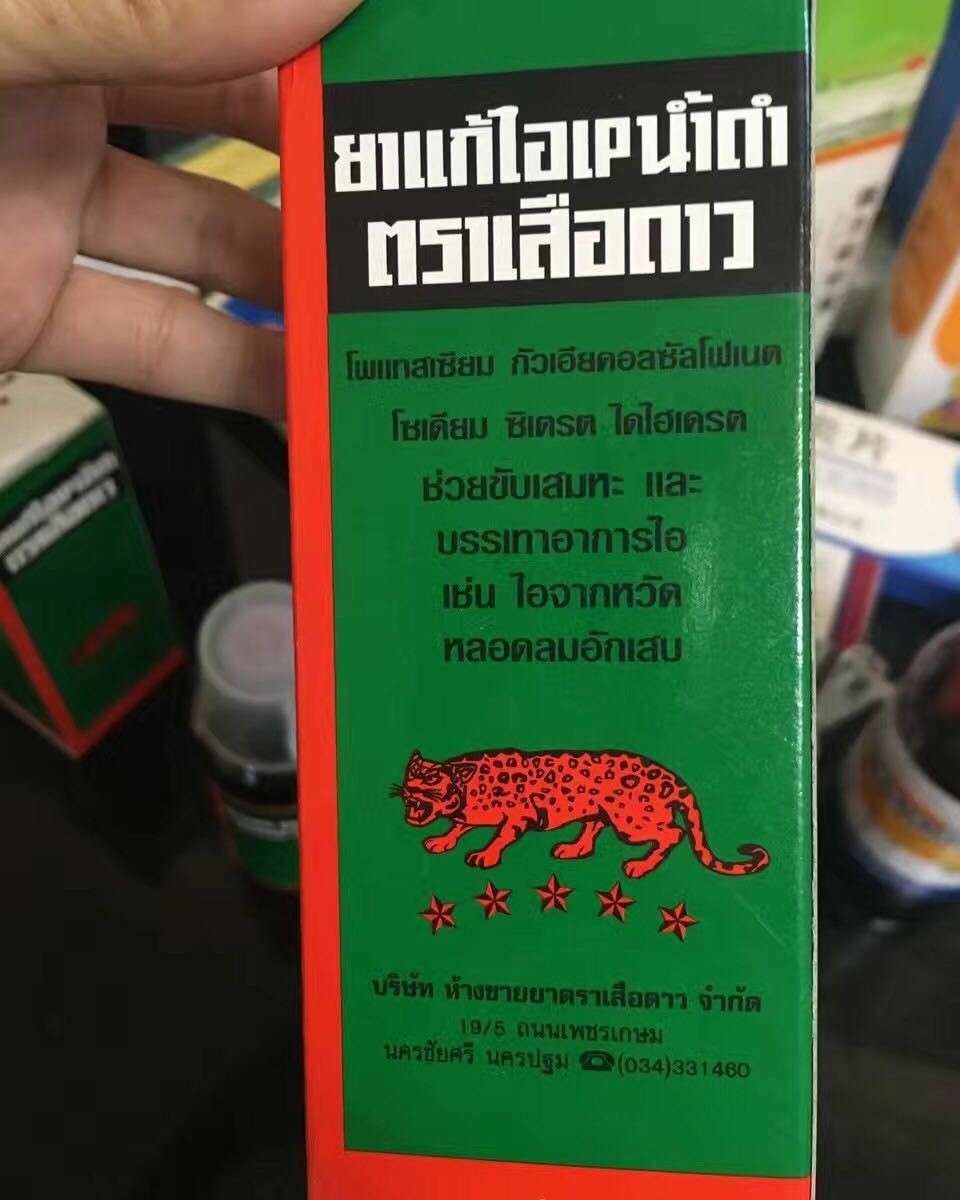 ยาแก้ไอเหน้ำดำ
ตราเสือดาว
โพแทสเซียม กัวเอียคอลซัลโฟเนต
โซเดียม ซิเตรต ไดไฮเดรต
ช่วยขับเสมหะ และ
บรรเทาอาการไอ
เช่น ไอจากหวัด
หลอดลมอักเสบ
บริษัท ห้างขายยาตราเสือดาว จำกัด
19/5 ถนนเพชรเกษม
นครชัยศรี นครปฐม ☎(034)331460
片